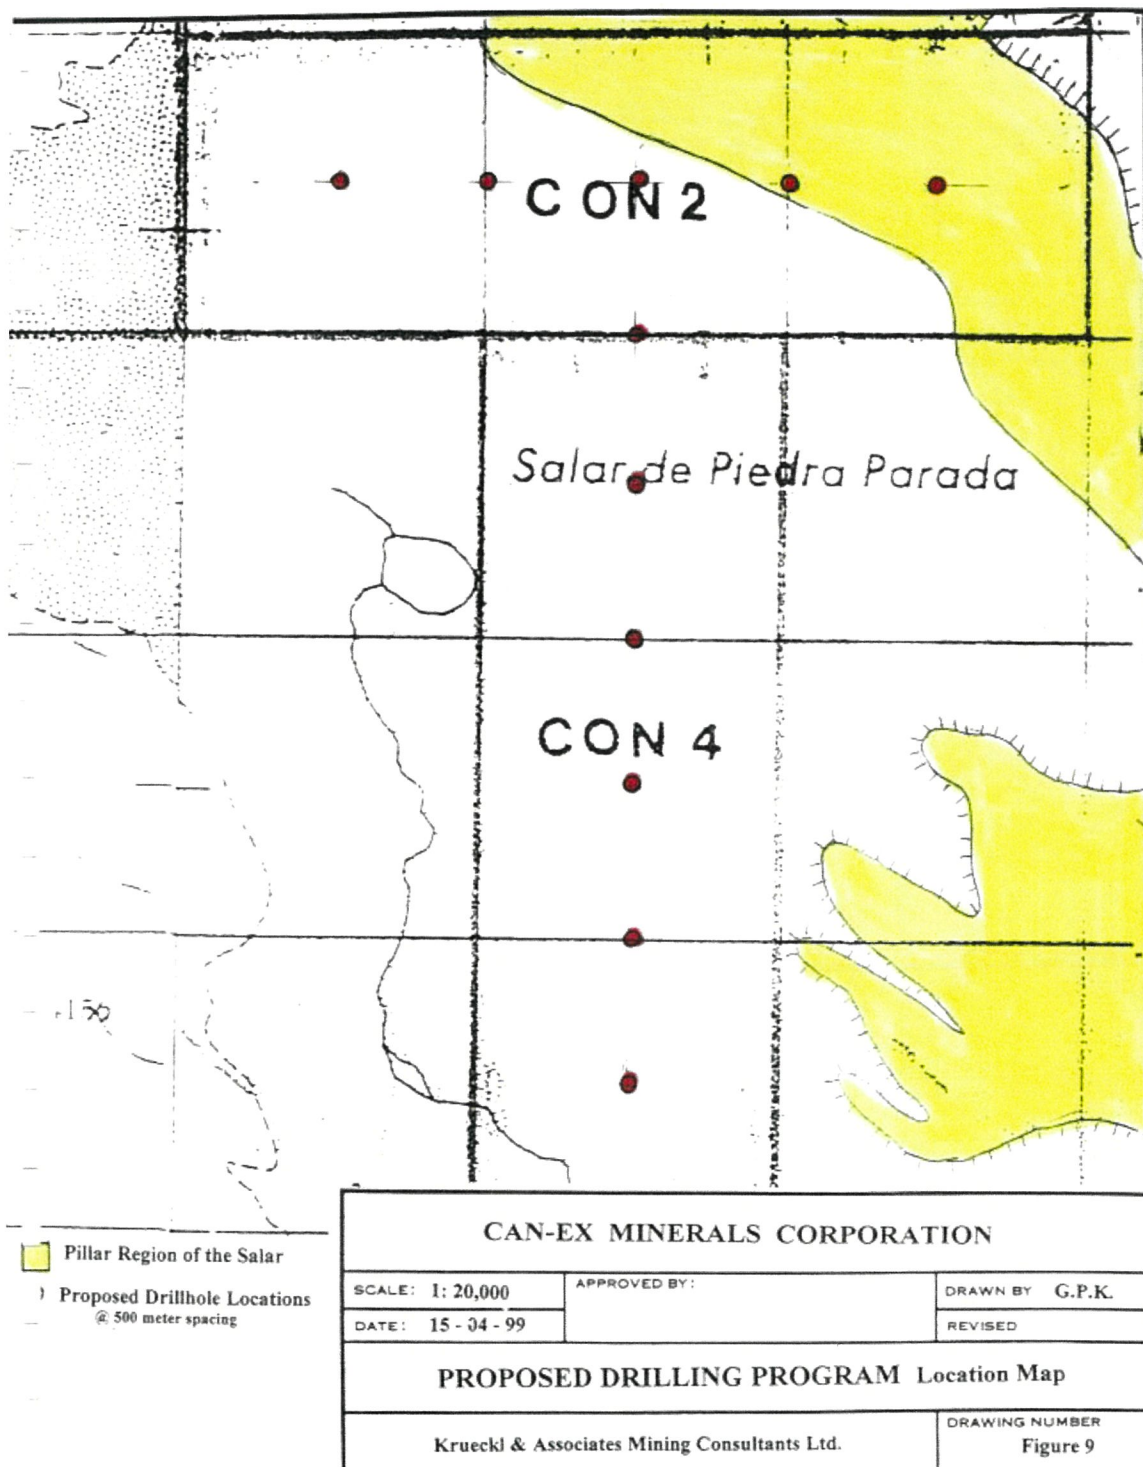 CON 2
Salar de Piedra Parada
CON 4
Pillar Region of the Salar
Proposed Drillhole Locations
@ 500 meter spacing
CAN-EX MINERALS CORPORATION
SCALE: 1: 20,000
APPROVED BY:
DRAWN BY G.P.K.
DATE: 15 - 04 - 99
REVISED
PROPOSED DRILLING PROGRAM Location Map
Krueckl & Associates Mining Consultants Ltd.
DRAWING NUMBER
Figure 9